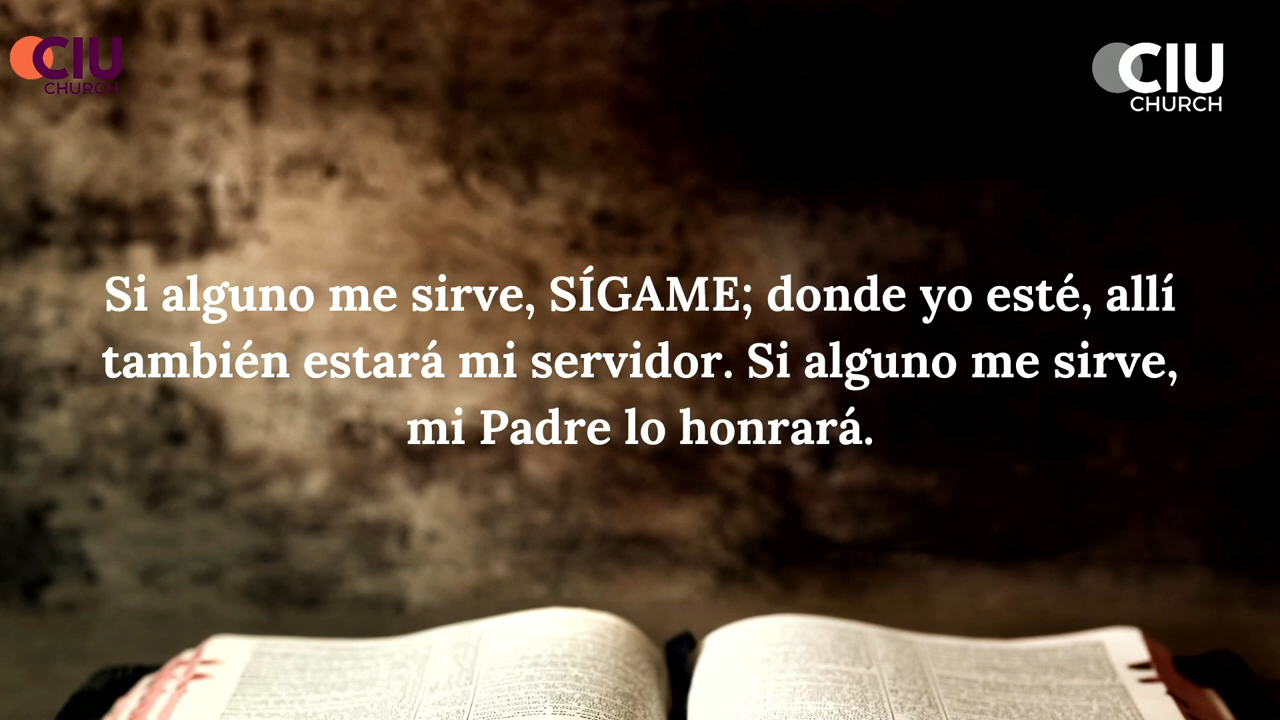 CIU
CHURCH
CIU
CHURCH
Si alguno me sirve, SÍGAME; donde yo esté, allí
también estará mi servidor. Si alguno me sirve,
mi Padre lo honrará.